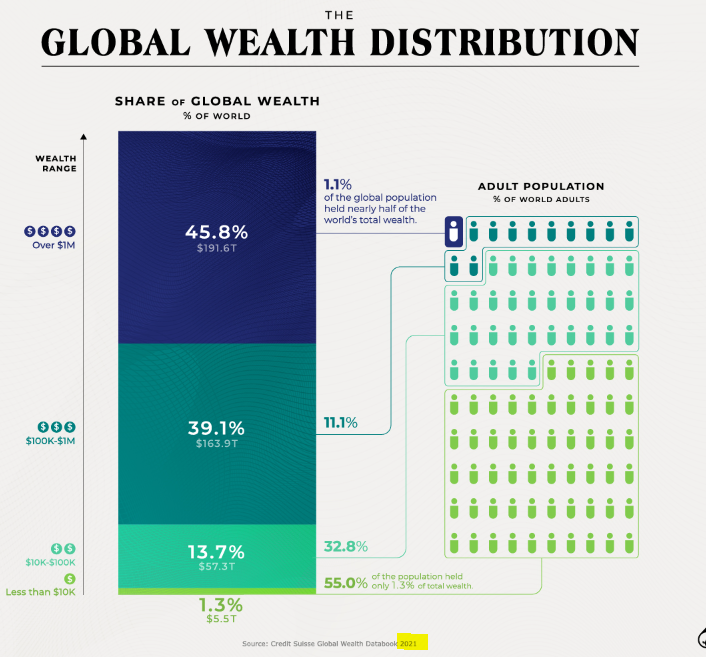 THE
GLOBAL WEALTH DISTRIBUTION
SHARE OF GLOBAL WEALTH
% OF WORLD
WEALTH
RANGE
1.1%
of the global population
held nearly half of the
world's total wealth.
ADULT POPULATION
% OF WORLD ADULTS
$ $ $ $
Over $1M
45.8%
$191.6T
$ $ $
$100K-$1M
39.1%
$163.9T
11.1%
$ $
$10K-$100K
13.7%
$57.3T
32.8%
$
Less than $10K
55.0% of the population held
only 1.3% of total wealth.
1.3%
$5.5T
Source: Credit Suisse Global Wealth Databook 2021